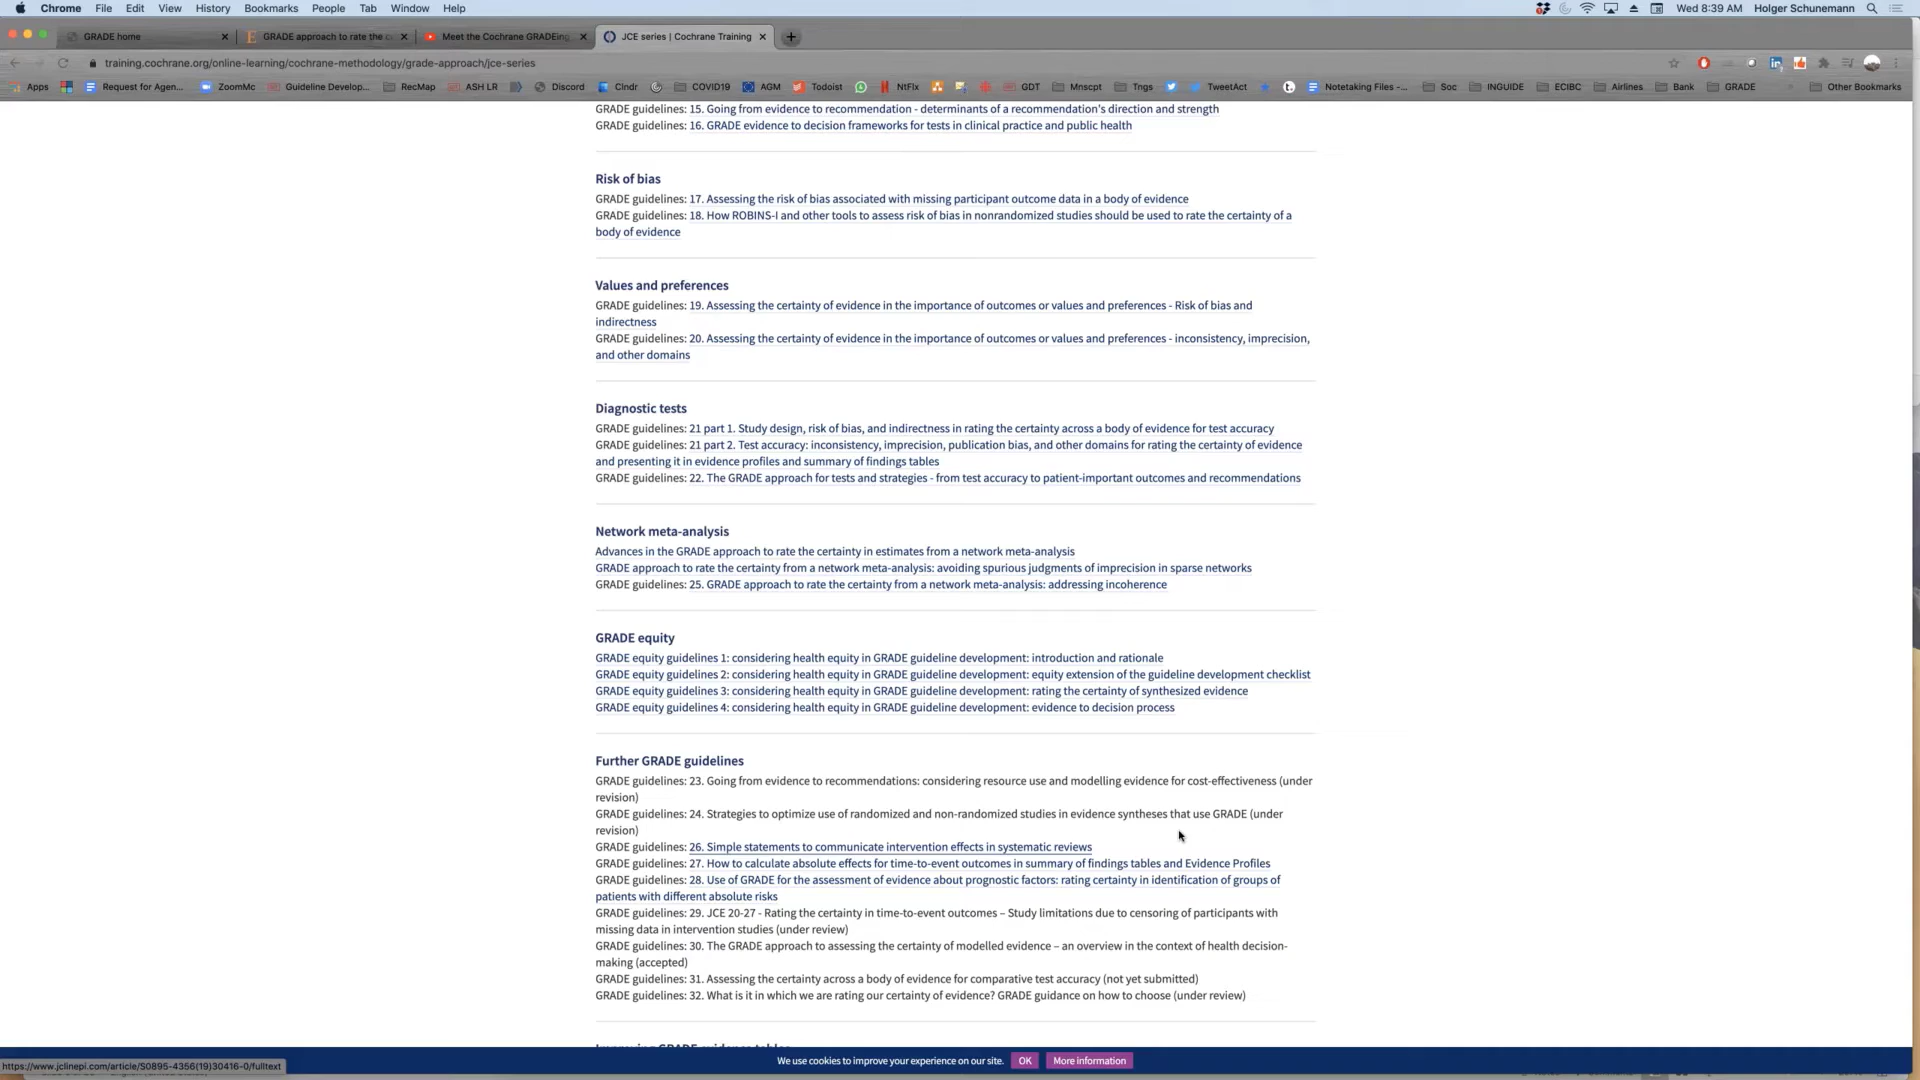 Chrome File Edit View History Bookmarks People Tab Window Help Wed 8:39 AM Holger Schunemann
GRADE home GRADE approach to rate the c Meet the Cochrane GRADEing JCE series | Cochrane Training
training.cochrane.org/online-learning/cochrane-methodology/grade-approach/jce-series
Apps Request for Agen... ZoomMc Guideline Develop... RecMap ASH LR Discord Clndr COVID19 AGM Todoist NtFlx GDT Mnscpt Tngs TweetAct Notetaking Files -... Soc INGUIDE ECIBC Airlines Bank GRADE Other Bookmarks
GRADE guidelines: 15. Going from evidence to recommendation - determinants of a recommendation's direction and strength
GRADE guidelines: 16. GRADE evidence to decision frameworks for tests in clinical practice and public health
Risk of bias
GRADE guidelines: 17. Assessing the risk of bias associated with missing participant outcome data in a body of evidence
GRADE guidelines: 18. How ROBINS-I and other tools to assess risk of bias in nonrandomized studies should be used to rate the certainty of a
body of evidence
Values and preferences
GRADE guidelines: 19. Assessing the certainty of evidence in the importance of outcomes or values and preferences - Risk of bias and
indirectness
GRADE guidelines: 20. Assessing the certainty of evidence in the importance of outcomes or values and preferences - inconsistency, imprecision,
and other domains
Diagnostic tests
GRADE guidelines: 21 part 1. Study design, risk of bias, and indirectness in rating the certainty across a body of evidence for test accuracy
GRADE guidelines: 21 part 2. Test accuracy: inconsistency, imprecision, publication bias, and other domains for rating the certainty of evidence
and presenting it in evidence profiles and summary of findings tables
GRADE guidelines: 22. The GRADE approach for tests and strategies - from test accuracy to patient-important outcomes and recommendations
Network meta-analysis
Advances in the GRADE approach to rate the certainty in estimates from a network meta-analysis
GRADE approach to rate the certainty from a network meta-analysis: avoiding spurious judgments of imprecision in sparse networks
GRADE guidelines: 25. GRADE approach to rate the certainty from a network meta-analysis: addressing incoherence
GRADE equity
GRADE equity guidelines 1: considering health equity in GRADE guideline development: introduction and rationale
GRADE equity guidelines 2: considering health equity in GRADE guideline development: equity extension of the guideline development checklist
GRADE equity guidelines 3: considering health equity in GRADE guideline development: rating the certainty of synthesized evidence
GRADE equity guidelines 4: considering health equity in GRADE guideline development: evidence to decision process
Further GRADE guidelines
GRADE guidelines: 23. Going from evidence to recommendations: considering resource use and modelling evidence for cost-effectiveness (under
revision)
GRADE guidelines: 24. Strategies to optimize use of randomized and non-randomized studies in evidence syntheses that use GRADE (under
revision)
GRADE guidelines: 26. Simple statements to communicate intervention effects in systematic reviews
GRADE guidelines: 27. How to calculate absolute effects for time-to-event outcomes in summary of findings tables and Evidence Profiles
GRADE guidelines: 28. Use of GRADE for the assessment of evidence about prognostic factors: rating certainty in identification of groups of
patients with different absolute risks
GRADE guidelines: 29. JCE 20-27 - Rating the certainty in time-to-event outcomes – Study limitations due to censoring of participants with
missing data in intervention studies (under review)
GRADE guidelines: 30. The GRADE approach to assessing the certainty of modelled evidence – an overview in the context of health decision-
making (accepted)
GRADE guidelines: 31. Assessing the certainty across a body of evidence for comparative test accuracy (not yet submitted)
GRADE guidelines: 32. What is it in which we are rating our certainty of evidence? GRADE guidance on how to choose (under review)
We use cookies to improve your experience on our site. OK More information
https://www.jclinepi.com/article/S0895-4356(19)30416-0/fulltext